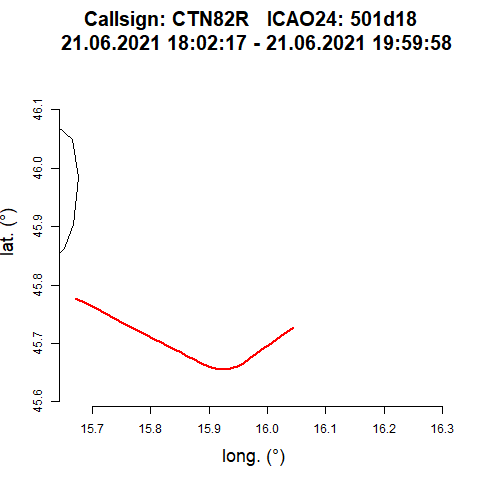 Callsign: CTN82R   ICAO24: 501d18
21.06.2021 18:02:17 - 21.06.2021 19:59:58
46.1
46.0
45.9
45.8
45.7
45.6
lat. (°)
15.7 15.8 15.9 16.0 16.1 16.2 16.3
long. (°)